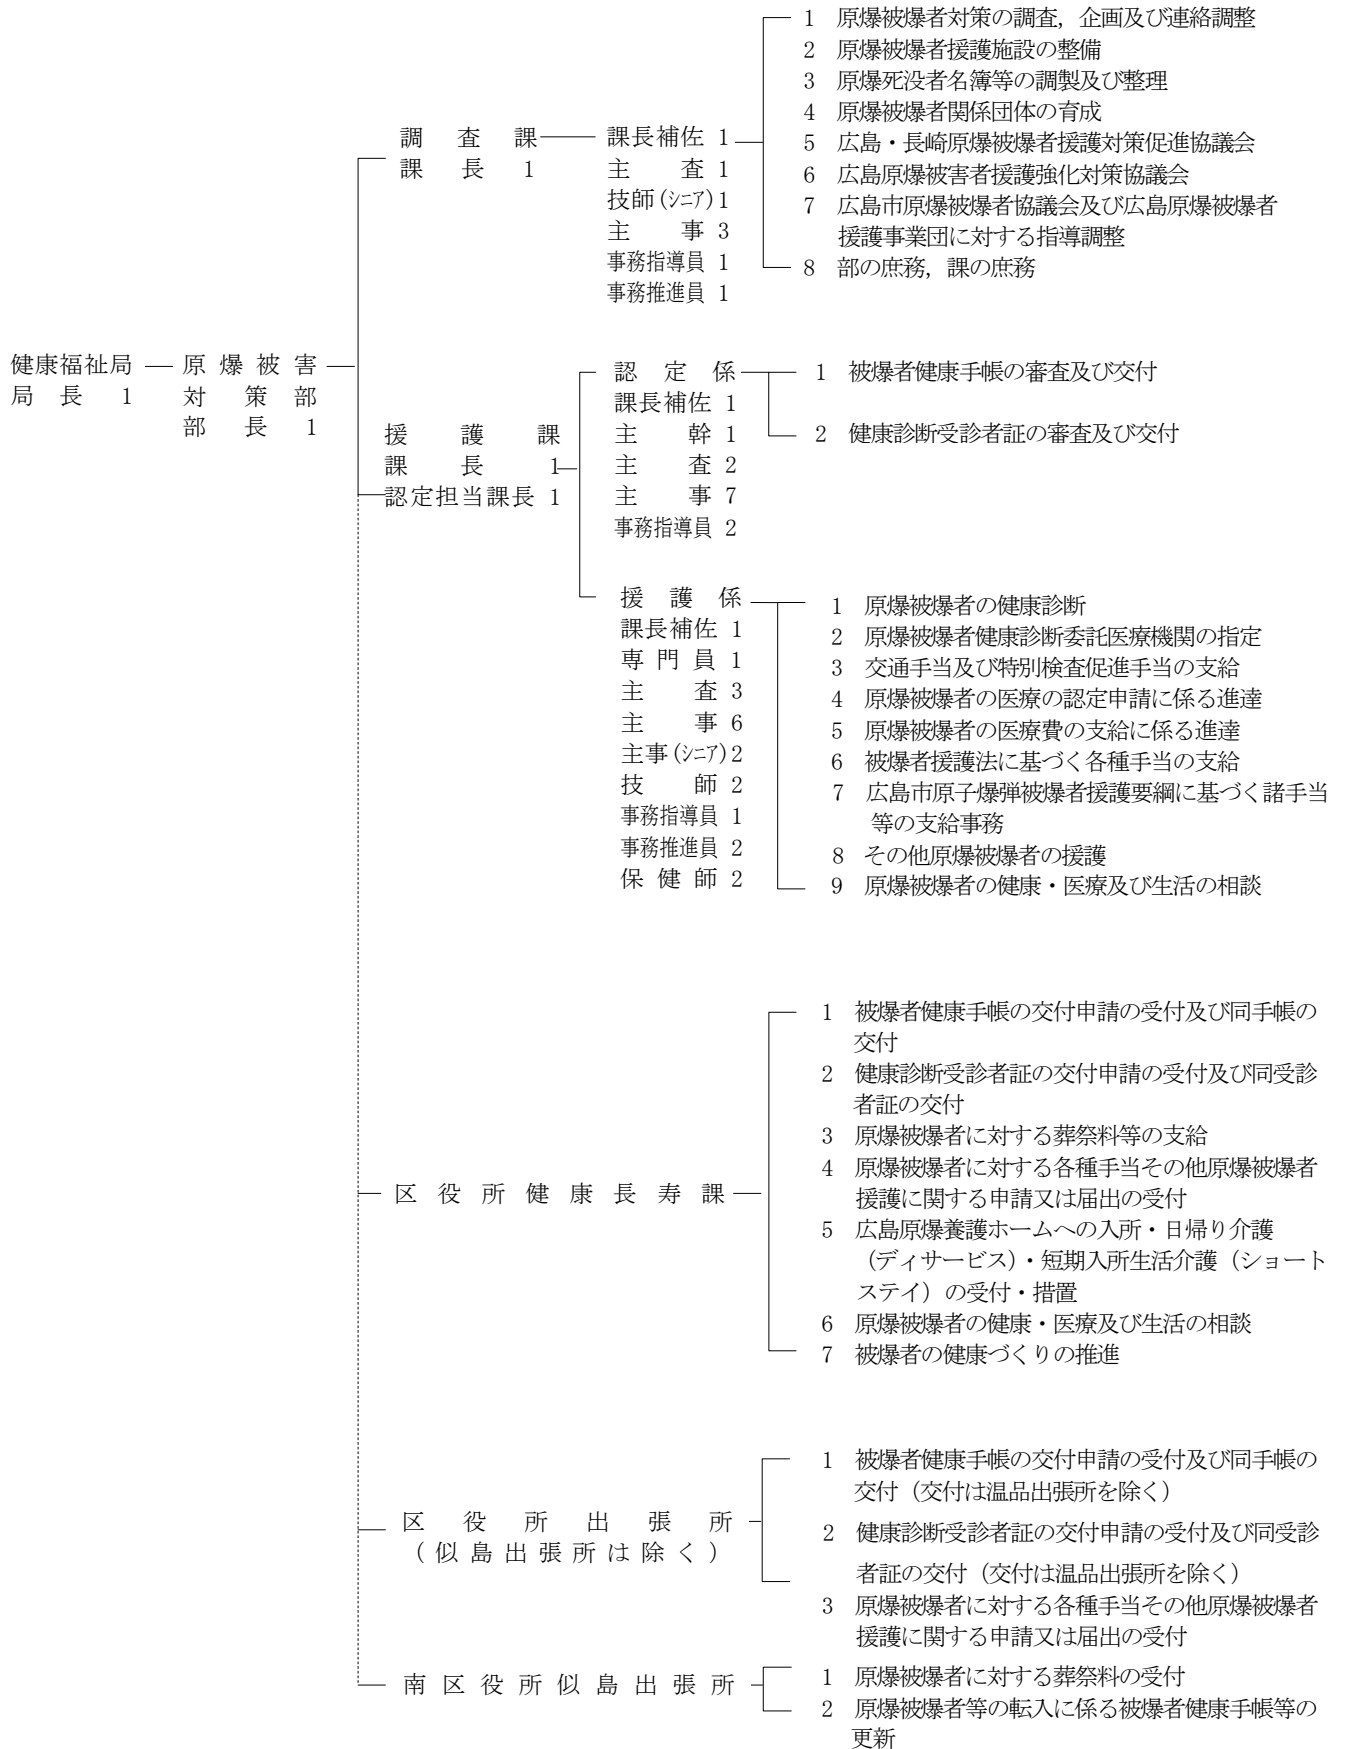 健康福祉局
局長 1
原爆被害
対策部
部長 1
調査課
課長 1
課長補佐 1
主査 1
技師(シニア) 1
主事 3
事務指導員 1
事務推進員 1
1 原爆被爆者対策の調査，企画及び連絡調整
2 原爆被爆者援護施設の整備
3 原爆死没者名簿等の調製及び整理
4 原爆被爆者関係団体の育成
5 広島・長崎原爆被爆者援護対策促進協議会
6 広島原爆被害者援護強化対策協議会
7 広島市原爆被爆者協議会及び広島原爆被爆者
援護事業団に対する指導調整
8 部の庶務，課の庶務
援護課
課長 1
認定担当課長 1
認定係
課長補佐 1
主幹 1
主査 2
主事 7
事務指導員 2
1 被爆者健康手帳の審査及び交付
2 健康診断受診者証の審査及び交付
援護係
課長補佐 1
専門員 1
主査 3
主事 6
主事(シニア) 2
技師 2
事務指導員 1
事務推進員 2
保健師 2
1 原爆被爆者の健康診断
2 原爆被爆者健康診断委託医療機関の指定
3 交通手当及び特別検査促進手当の支給
4 原爆被爆者の医療の認定申請に係る進達
5 原爆被爆者の医療費の支給に係る進達
6 被爆者援護法に基づく各種手当の支給
7 広島市原子爆弾被爆者援護要綱に基づく諸手当
等の支給事務
8 その他原爆被爆者の援護
9 原爆被爆者の健康・医療及び生活の相談
区役所健康長寿課
1 被爆者健康手帳の交付申請の受付及び同手帳の
交付
2 健康診断受診者証の交付申請の受付及び同受診
者証の交付
3 原爆被爆者に対する葬祭料等の支給
4 原爆被爆者に対する各種手当その他原爆被爆者
援護に関する申請又は届出の受付
5 広島原爆養護ホームへの入所・日帰り介護
（ディサービス）・短期入所生活介護（ショート
ステイ）の受付・措置
6 原爆被爆者の健康・医療及び生活の相談
7 被爆者の健康づくりの推進
区役所出張所
（似島出張所は除く）
1 被爆者健康手帳の交付申請の受付及び同手帳の
交付（交付は温品出張所を除く）
2 健康診断受診者証の交付申請の受付及び同受診
者証の交付（交付は温品出張所を除く）
3 原爆被爆者に対する各種手当その他原爆被爆者
援護に関する申請又は届出の受付
南区役所似島出張所
1 原爆被爆者に対する葬祭料の受付
2 原爆被爆者等の転入に係る被爆者健康手帳等の
更新